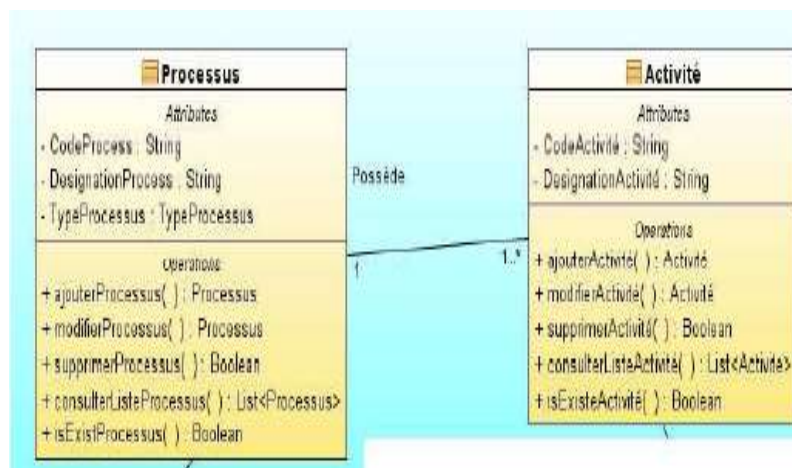 Processus
Attributes
- CodeProcess : String
- DesignationProcess : String
- TypeProcessus : TypeProcessus
Operations
+ ajouterProcessus( ) : Processus
+ modifierProcessus( ) : Processus
+ supprimerProcessus( ) : Boolean
+ consulterListeProcessus( ) : List<Processus>
+ isExistProcessus( ) : Boolean
Possède
1
1..*
Activité
Attributes
- CodeActivité : String
- DesignationActivité : String
Operations
+ ajouterActivité( ) : Activité
+ modifierActivité( ) : Activité
+ supprimerActivité( ) : Boolean
+ consulterListeActivité( ) : List<Activité>
+ isExisteActivité( ) : Boolean